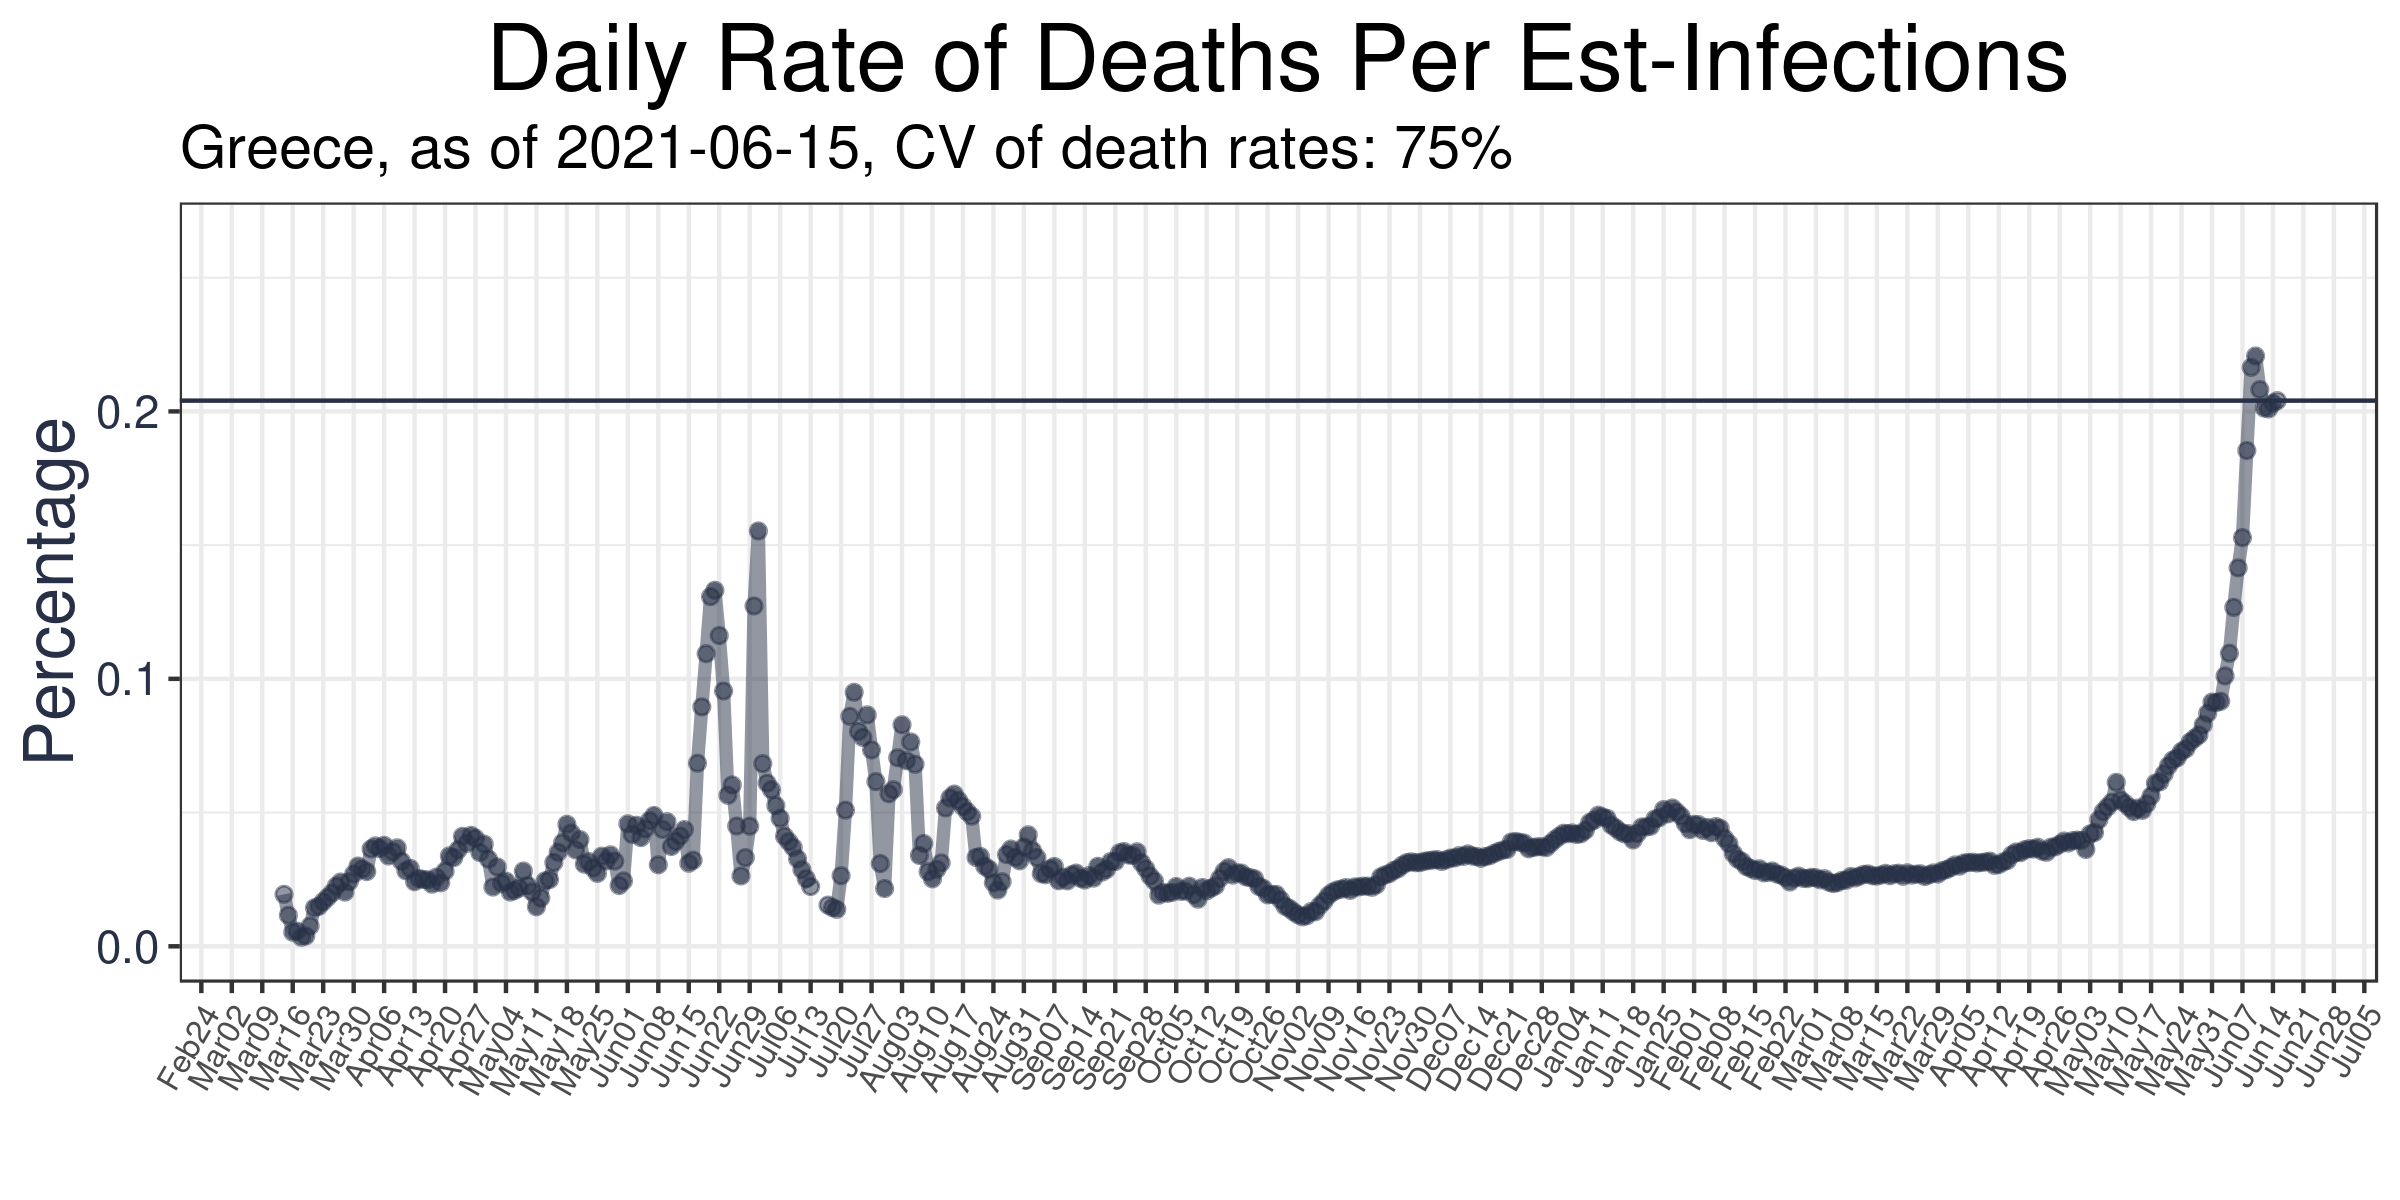 Daily Rate of Deaths Per Est-Infections
Greece, as of 2021-06-15, CV of death rates: 75%
Percentage
0.2
0.1
0.0
Feb24
Mar02
Mar09
Mar16
Mar23
Mar30
Apr06
Apr13
Apr20
Apr27
May04
May11
May18
May25
Jun01
Jun08
Jun15
Jun22
Jun29
Jul06
Jul13
Jul20
Jul27
Aug03
Aug10
Aug17
Aug24
Aug31
Sep07
Sep14
Sep21
Sep28
Oct05
Oct12
Oct19
Oct26
Nov02
Nov09
Nov16
Nov23
Nov30
Dec07
Dec14
Dec21
Dec28
Jan04
Jan11
Jan18
Jan25
Feb01
Feb08
Feb15
Feb22
Mar01
Mar08
Mar15
Mar22
Mar29
Apr05
Apr12
Apr19
Apr26
May03
May10
May17
May24
May31
Jun07
Jun14
Jun21
Jun28
Jul05